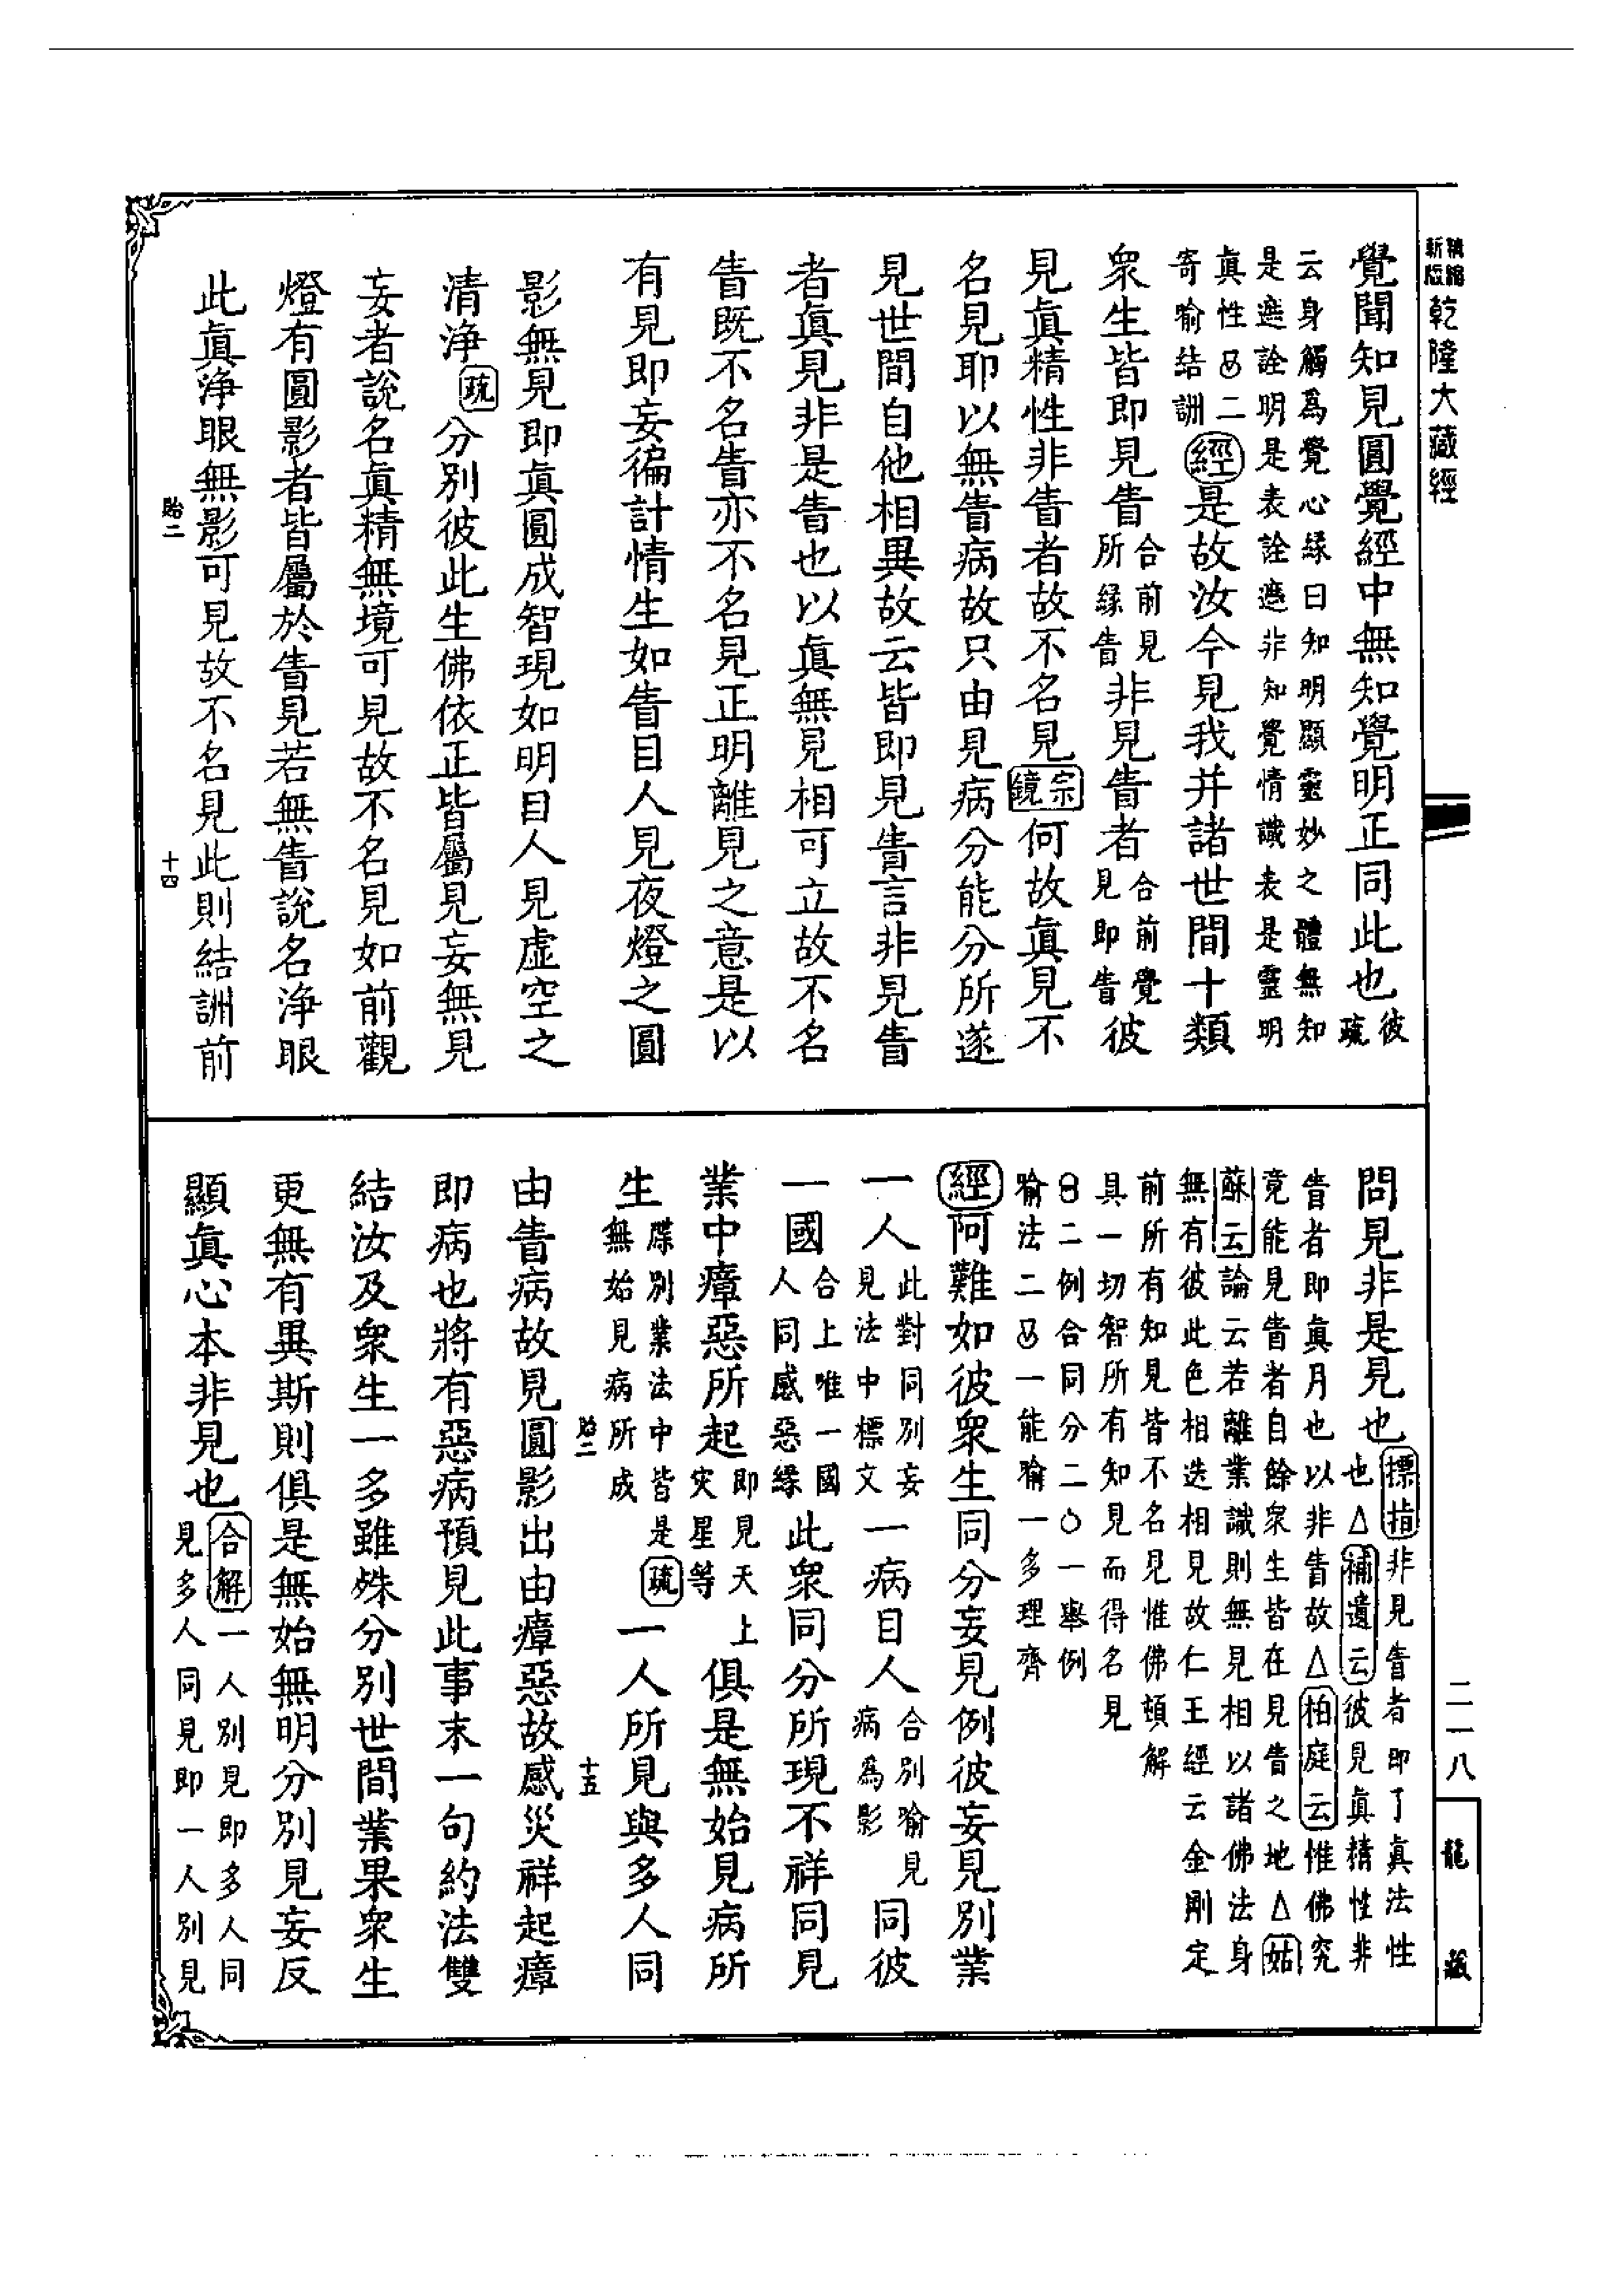 精縮新版乾隆大藏經
覺聞知見圓覺經中無知覺明正同此也彼疏
云身觸為覺心緣曰知明顯靈妙之體無知
是遮詮明是表詮遮非知覺情識表是靈明
真性㊁二
寄喻結詶經是故汝今見我并諸世間十類
眾生皆即見眚合前見所緣眚非見眚者合前覺見即眚彼
見真精性非眚者故不名見宗鏡何故真見不
名見耶以無眚病故只由見病分能分所遂
見世間自他相異故云皆即見眚言非見眚
者真見非是眚也以真無見相可立故不名
眚既不名眚亦不名見正明離見之意是以
有見即妄徧計情生如眚目人見夜燈之圓
影無見即真圓成智現如明目人見虛空之
清淨疏分別彼此生佛依正皆屬見妄無見
妄者說名真精無境可見故不名見如前觀
燈有圓影者皆屬於眚見若無眚說名淨眼
此真淨眼無影可見故不名見此則結詶前
貽二 十四
問見非是見也標指非見眚者即了真法性
也△補遺云彼見真精性非
眚者即真月也以非眚故△柏庭云惟佛究
竟能見眚者自餘眾生皆在見眚之地△姑
蘇云論云若離業識則無見相以諸佛法身
無有彼此色相迭相見故仁王經云金剛定
前所有知見皆不名見惟佛頓解
具一切智所有知見而得名見
二例合同分二○一舉例
喻法二一能喻一多理齊
經阿難如彼眾生同分妄見例彼妄見別業
一人此對同別妄見法中標文一病目人合別喻見病為影同彼
一國合上唯一國人同感惡緣此眾同分所現不祥同見
業中瘴惡所起即見天上災星等俱是無始見病所
生牒別業法中皆是無始見病所成疏一人所見與多人同
貽二 十五
由眚病故見圓影出由瘴惡故感災祥起瘴
即病也將有惡病預見此事末一句約法雙
結汝及眾生一多雖殊分別世間業果眾生
更無有異斯則俱是無始無明分別見妄反
顯真心本非見也合解一人別見即多人同
見多人同見即一人別見
二一八
龍藏